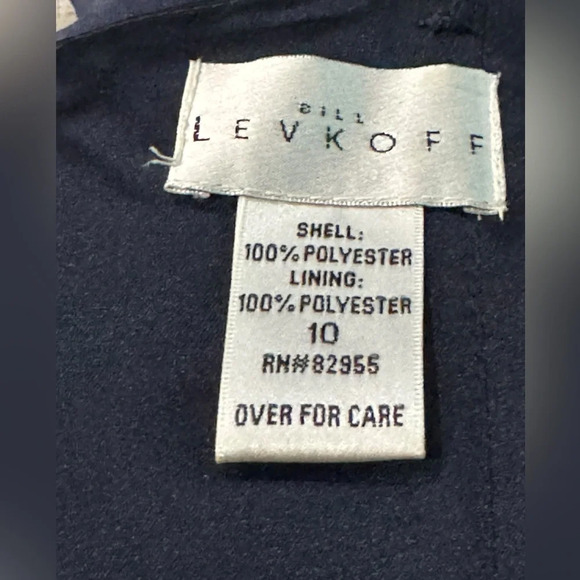 BILL
LEVKOFF
SHELL:
100% POLYESTER
LINING:
100% POLYESTER
10
RN#82955
OVER FOR CARE